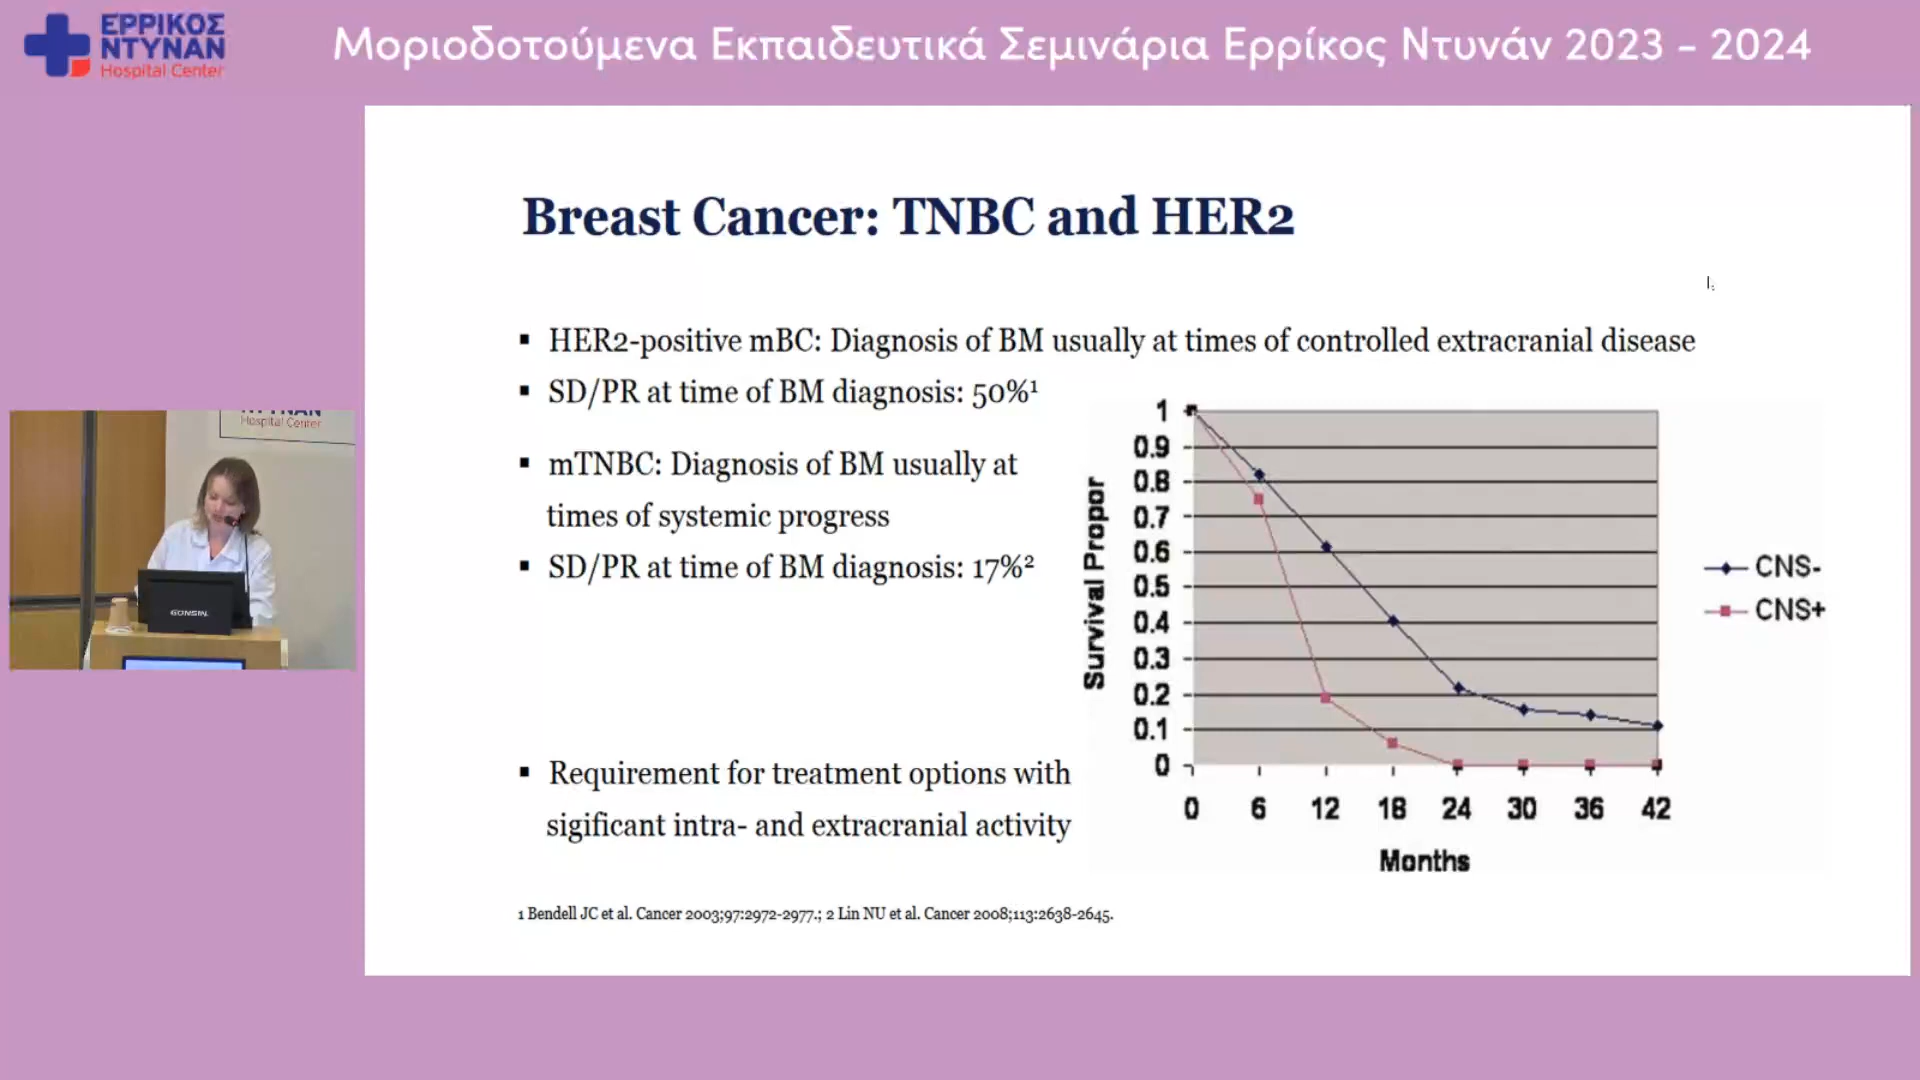 ΕΡΡΙΚΟΣ
ΝΤΥΝΑΝ
Hospital Center
Μοριοδοτούμενα Εκπαιδευτικά Σεμινάρια Ερρίκος Ντυνάν 2023 – 2024
Breast Cancer: TNBC and HER2
▪ HER2-positive mBC: Diagnosis of BM usually at times of controlled extracranial disease
▪ SD/PR at time of BM diagnosis: 50%¹
▪ mTNBC: Diagnosis of BM usually at
times of systemic progress
▪ SD/PR at time of BM diagnosis: 17%²
▪ Requirement for treatment options with
sigificant intra- and extracranial activity
Survival Propor
1
0.9
0.8
0.7
0.6
0.5
0.4
0.3
0.2
0.1
0
0 6 12 18 24 30 36 42
Months
CNS-
CNS+
1 Bendell JC et al. Cancer 2003;97:2972-2977.; 2 Lin NU et al. Cancer 2008;113:2638-2645.
ΝΤΥΝΑΝ
Hospital Center
GONSIN